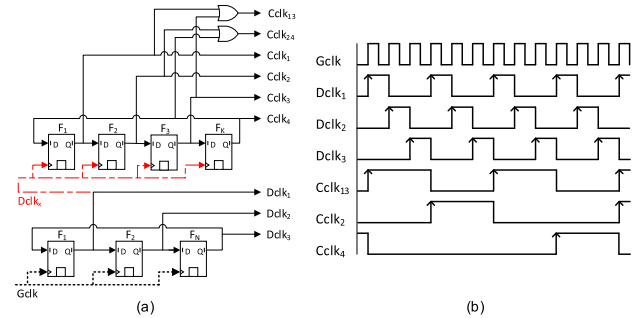 Cclk13
Cclk24
Cclk1
Cclk2
Cclk3
Cclk4
F1 F2 F3 FK
D Q D Q D Q D Q
Dclkx
Dclk1
Dclk2
Dclk3
F1 F2 FN
D Q D Q D Q
Gclk
(a)
Gclk
Dclk1
Dclk2
Dclk3
Cclk13
Cclk2
Cclk4
(b)